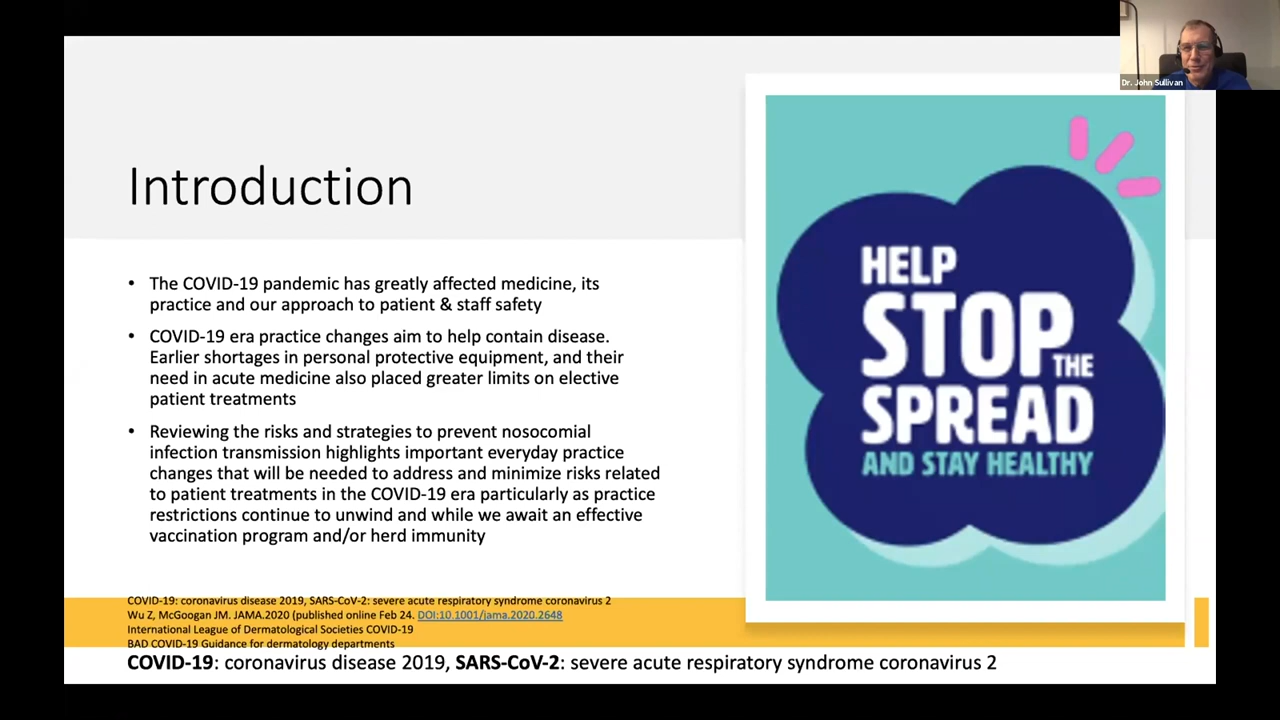 Dr. John Sullivan
Introduction
• The COVID-19 pandemic has greatly affected medicine, its
practice and our approach to patient & staff safety
• COVID-19 era practice changes aim to help contain disease.
Earlier shortages in personal protective equipment, and their
need in acute medicine also placed greater limits on elective
patient treatments
• Reviewing the risks and strategies to prevent nosocomial
infection transmission highlights important everyday practice
changes that will be needed to address and minimize risks related
to patient treatments in the COVID-19 era particularly as practice
restrictions continue to unwind and while we await an effective
vaccination program and/or herd immunity
HELP
STOP THE
SPREAD
AND STAY HEALTHY
COVID-19: coronavirus disease 2019, SARS-CoV-2: severe acute respiratory syndrome coronavirus 2
Wu Z, McGoogan JM. JAMA.2020 (published online Feb 24. DOI:10.1001/jama.2020.2648
International League of Dermatological Societies COVID-19
BAD COVID-19 Guidance for dermatology departments
COVID-19: coronavirus disease 2019, SARS-CoV-2: severe acute respiratory syndrome coronavirus 2